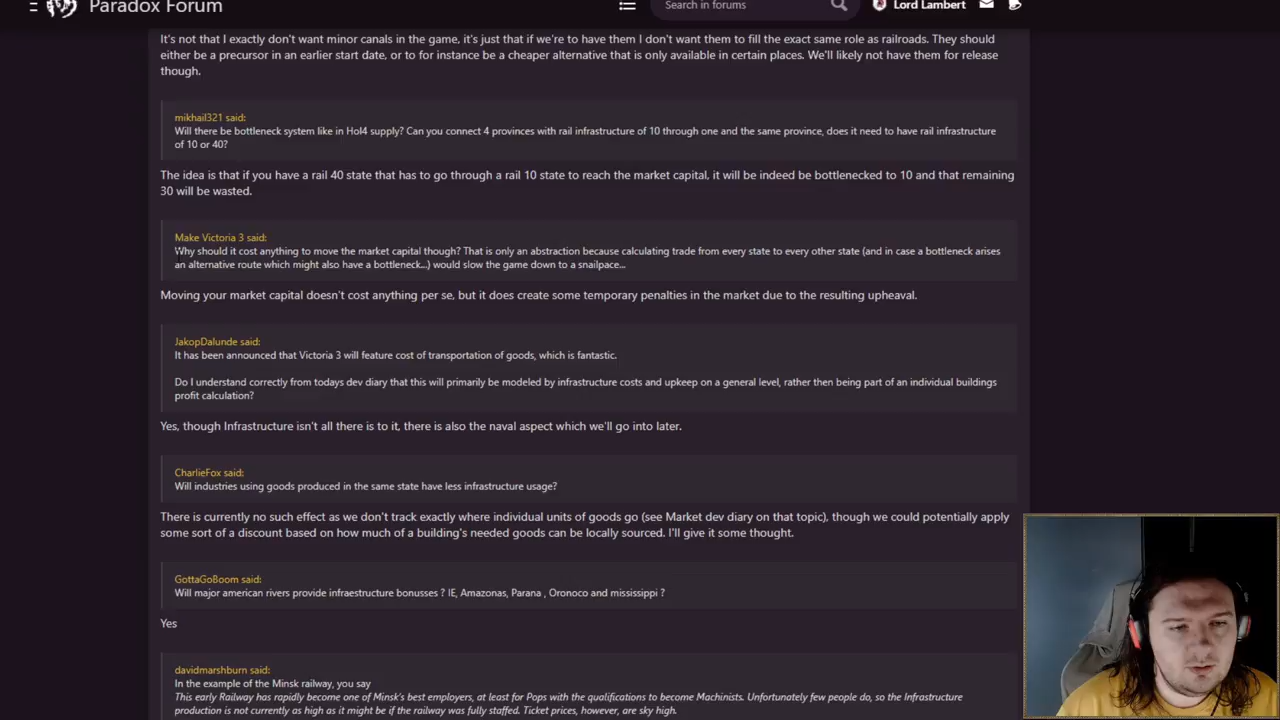 Paradox Forum
Search in forums
Lord Lambert
It's not that I exactly don't want minor canals in the game, it's just that if we're to have them I don't want them to fill the exact same role as railroads. They should
either be a precursor in an earlier start date, or to for instance be a cheaper alternative that is only available in certain places. We'll likely not have them for release
though.
mikhail321 said:
Will there be bottleneck system like in HoI4 supply? Can you connect 4 provinces with rail infrastructure of 10 through one and the same province, does it need to have rail infrastructure
of 10 or 40?
The idea is that if you have a rail 40 state that has to go through a rail 10 state to reach the market capital, it will be indeed be bottlenecked to 10 and that remaining
30 will be wasted.
Make Victoria 3 said:
Why should it cost anything to move the market capital though? That is only an abstraction because calculating trade from every state to every other state (and in case a bottleneck arises
an alternative route which might also have a bottleneck...) would slow the game down to a snailpace...
Moving your market capital doesn't cost anything per se, but it does create some temporary penalties in the market due to the resulting upheaval.
JakopDalunde said:
It has been announced that Victoria 3 will feature cost of transportation of goods, which is fantastic.
Do I understand correctly from todays dev diary that this will primarily be modeled by infrastructure costs and upkeep on a general level, rather then being part of an individual buildings
profit calculation?
Yes, though Infrastructure isn't all there is to it, there is also the naval aspect which we'll go into later.
CharlieFox said:
Will industries using goods produced in the same state have less infrastructure usage?
There is currently no such effect as we don't track exactly where individual units of goods go (see Market dev diary on that topic), though we could potentially apply
some sort of a discount based on how much of a building's needed goods can be locally sourced. I'll give it some thought.
GottaGoBoom said:
Will major american rivers provide infraestructure bonusses ? IE, Amazonas, Parana , Oronoco and mississippi ?
Yes
davidmarshburn said:
In the example of the Minsk railway, you say
This early Railway has rapidly become one of Minsk's best employers, at least for Pops with the qualifications to become Machinists. Unfortunately few people do, so the Infrastructure
production is not currently as high as it might be if the railway was fully staffed. Ticket prices, however, are sky high.